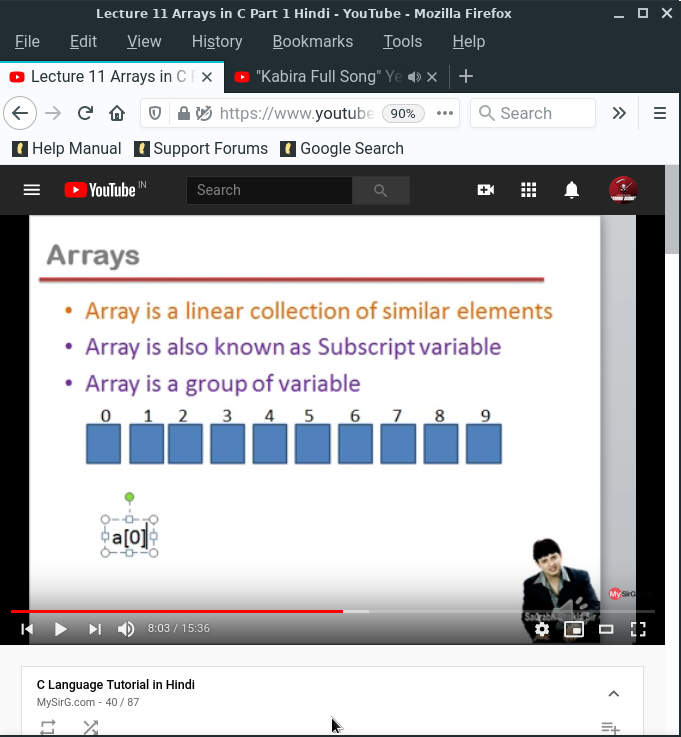 Lecture 11 Arrays in C Part 1 Hindi - YouTube - Mozilla Firefox
File Edit View History Bookmarks Tools Help
Lecture 11 Arrays in C P "Kabira Full Song" Ye
https://www.youtube 90% Search
Help Manual Support Forums Google Search
YouTube IN Search
Arrays
• Array is a linear collection of similar elements
• Array is also known as Subscript variable
• Array is a group of variable
0 1 2 3 4 5 6 7 8 9
a[0]
MySirG
8:03 / 15:36
C Language Tutorial in Hindi
MySirG.com - 40 / 87